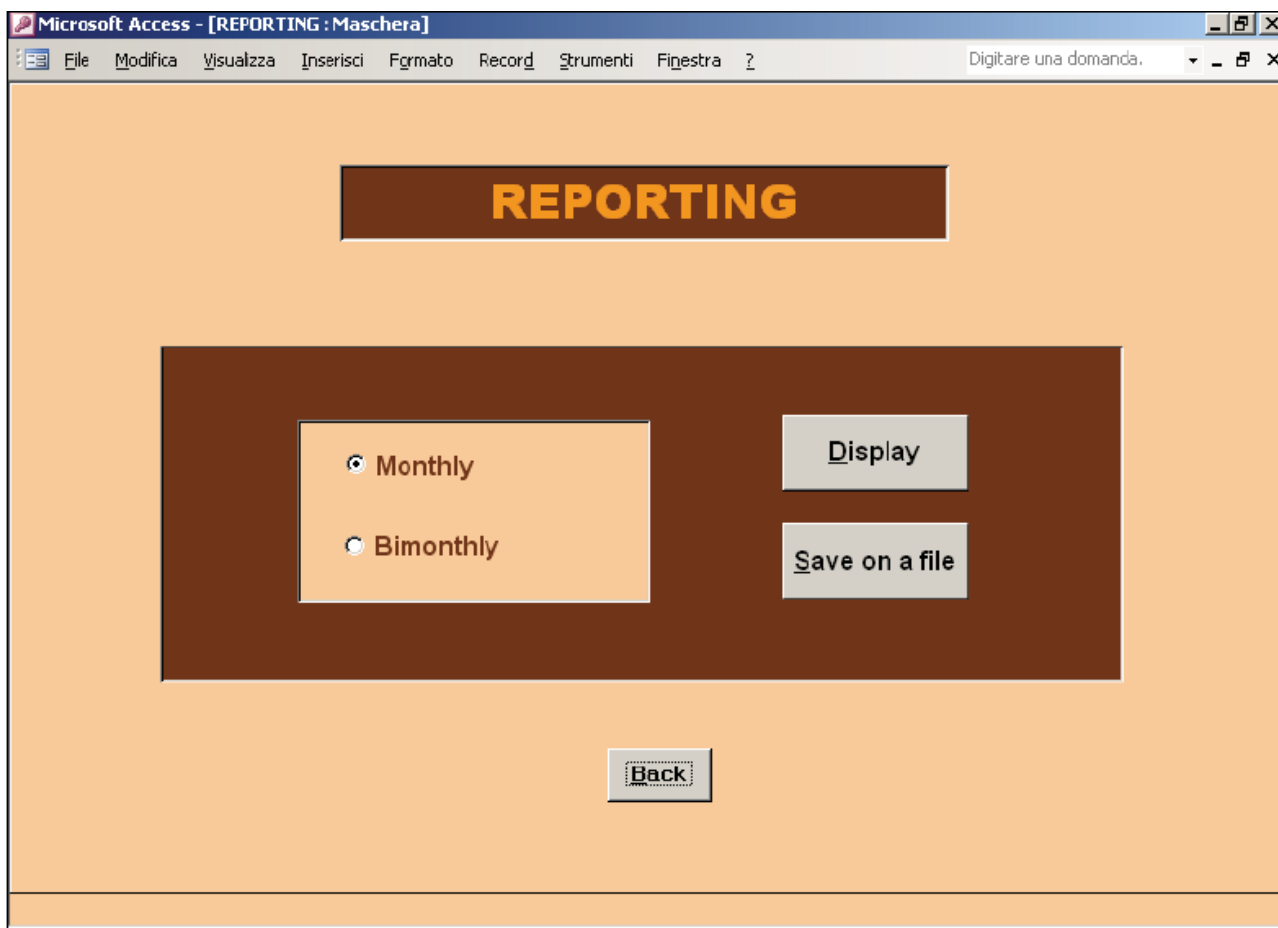 Microsoft Access - [REPORTING : Maschera]
File Modifica Visualizza Inserisci Formato Record Strumenti Finestra ? Digitare una domanda.
REPORTING
Monthly
Bimonthly
Display
Save on a file
Back